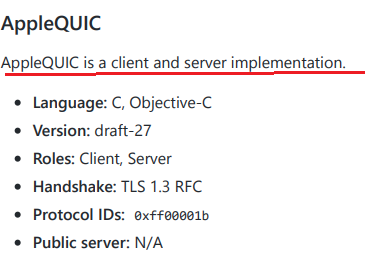 AppleQUIC
AppleQUIC is a client and server implementation.
Language: C, Objective-C
Version: draft-27
Roles: Client, Server
Handshake: TLS 1.3 RFC
Protocol IDs: 0xff00001b
Public server: N/A